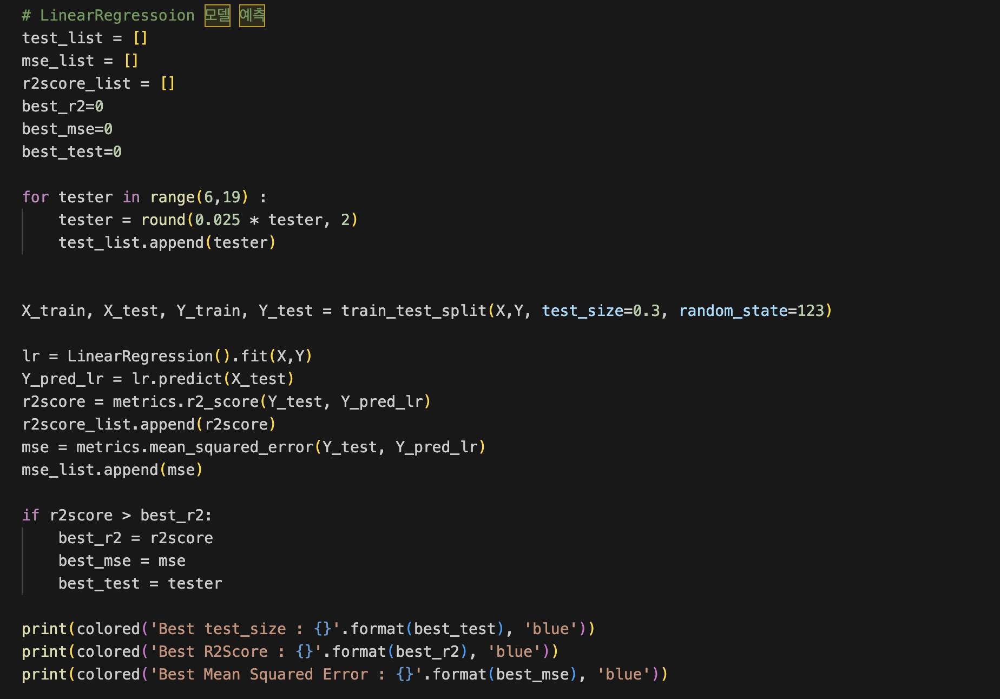 # LinearRegressoion 모델 예측
test_list = []
mse_list = []
r2score_list = []
best_r2=0
best_mse=0
best_test=0
for tester in range(6,19) :
    tester = round(0.025 * tester, 2)
    test_list.append(tester)
X_train, X_test, Y_train, Y_test = train_test_split(X,Y, test_size=0.3, random_state=123)
lr = LinearRegression().fit(X,Y)
Y_pred_lr = lr.predict(X_test)
r2score = metrics.r2_score(Y_test, Y_pred_lr)
r2score_list.append(r2score)
mse = metrics.mean_squared_error(Y_test, Y_pred_lr)
mse_list.append(mse)
if r2score > best_r2:
    best_r2 = r2score
    best_mse = mse
    best_test = tester
print(colored('Best test_size : {}'.format(best_test), 'blue'))
print(colored('Best R2Score : {}'.format(best_r2), 'blue'))
print(colored('Best Mean Squared Error : {}'.format(best_mse), 'blue'))